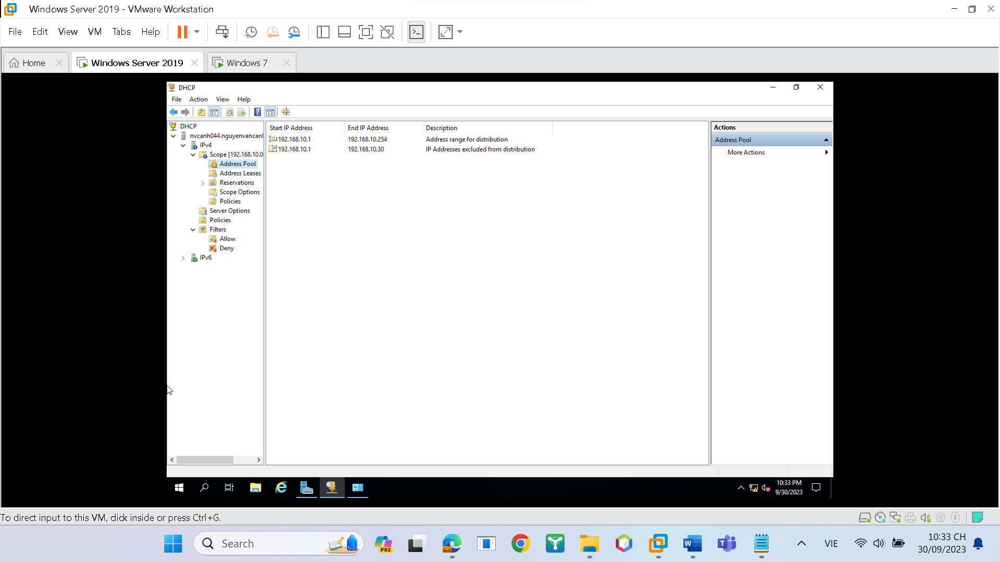 Windows Server 2019 - VMware Workstation
File Edit View VM Tabs Help
Home
Windows Server 2019
Windows 7
DHCP
File Action View Help
DHCP
nvcanh044.nguyenvancanl
IPv4
Scope [192.168.10.0
Address Pool
Address Leases
Reservations
Scope Options
Policies
Server Options
Policies
Filters
Allow
Deny
IPv6
Start IP Address End IP Address Description
192.168.10.1 192.168.10.254 Address range for distribution
192.168.10.1 192.168.10.30 IP Addresses excluded from distribution
Actions
Address Pool
More Actions
10:33 PM
9/30/2023
To direct input to this VM, click inside or press Ctrl+G.
Search
PRE
VIE
10:33 CH
30/09/2023